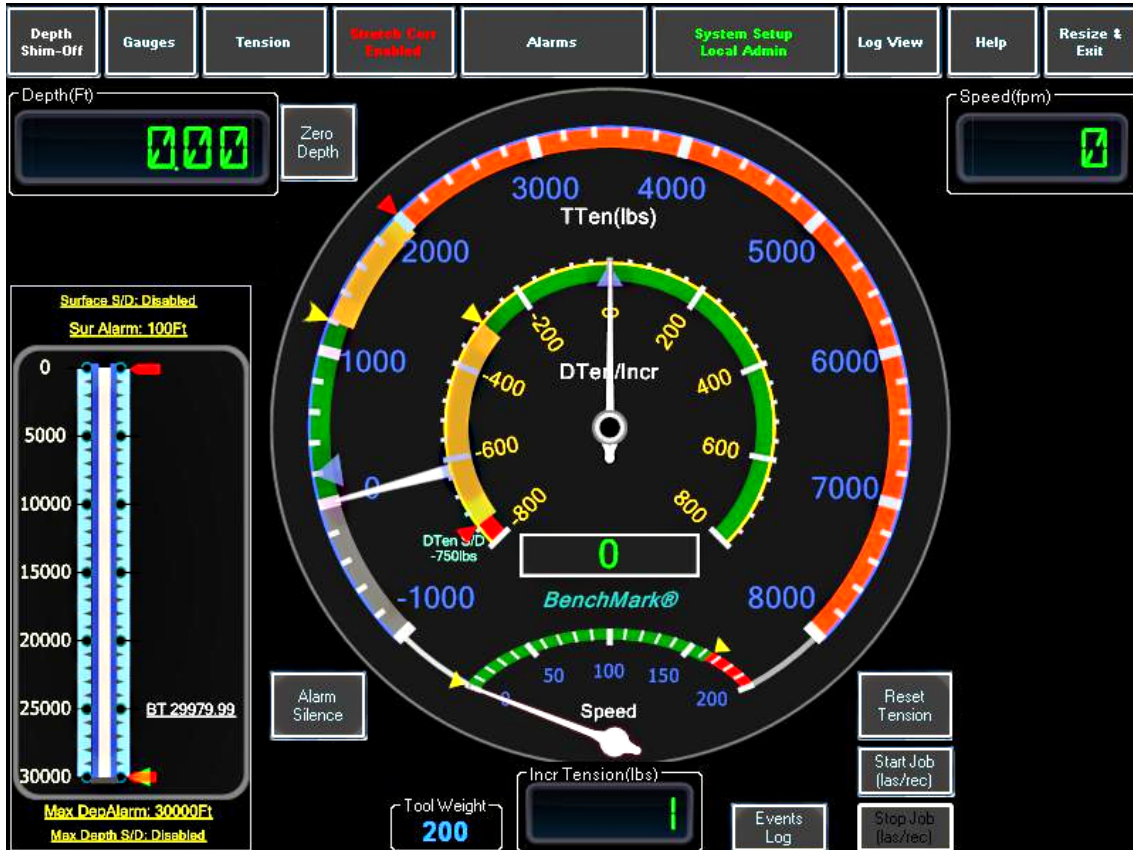 Depth
Shim-Off
Gauges
Tension
Stretch Corr
Enabled
Alarms
System Setup
Local Admin
Log View
Help
Resize &
Exit
Depth(Ft)
0.00
Zero
Depth
Speed(fpm)
0
3000
4000
TTen(lbs)
2000
5000
1000
6000
0
7000
-1000
8000
0
-200
200
DTen/Incr
-400
400
-600
600
-800
800
DTen S/D
-750lbs
0
BenchMark®
0
50
100
150
200
Speed
Surface S/D: Disabled
Sur Alarm: 100Ft
0
5000
10000
15000
20000
25000
BT 29979.99
30000
Max DepAlarm: 30000Ft
Max Depth S/D: Disabled
Alarm
Silence
Reset
Tension
Start Job
(las/rec)
Stop Job
(las/rec)
Tool Weight
200
Incr Tension(lbs)
1
Events
Log